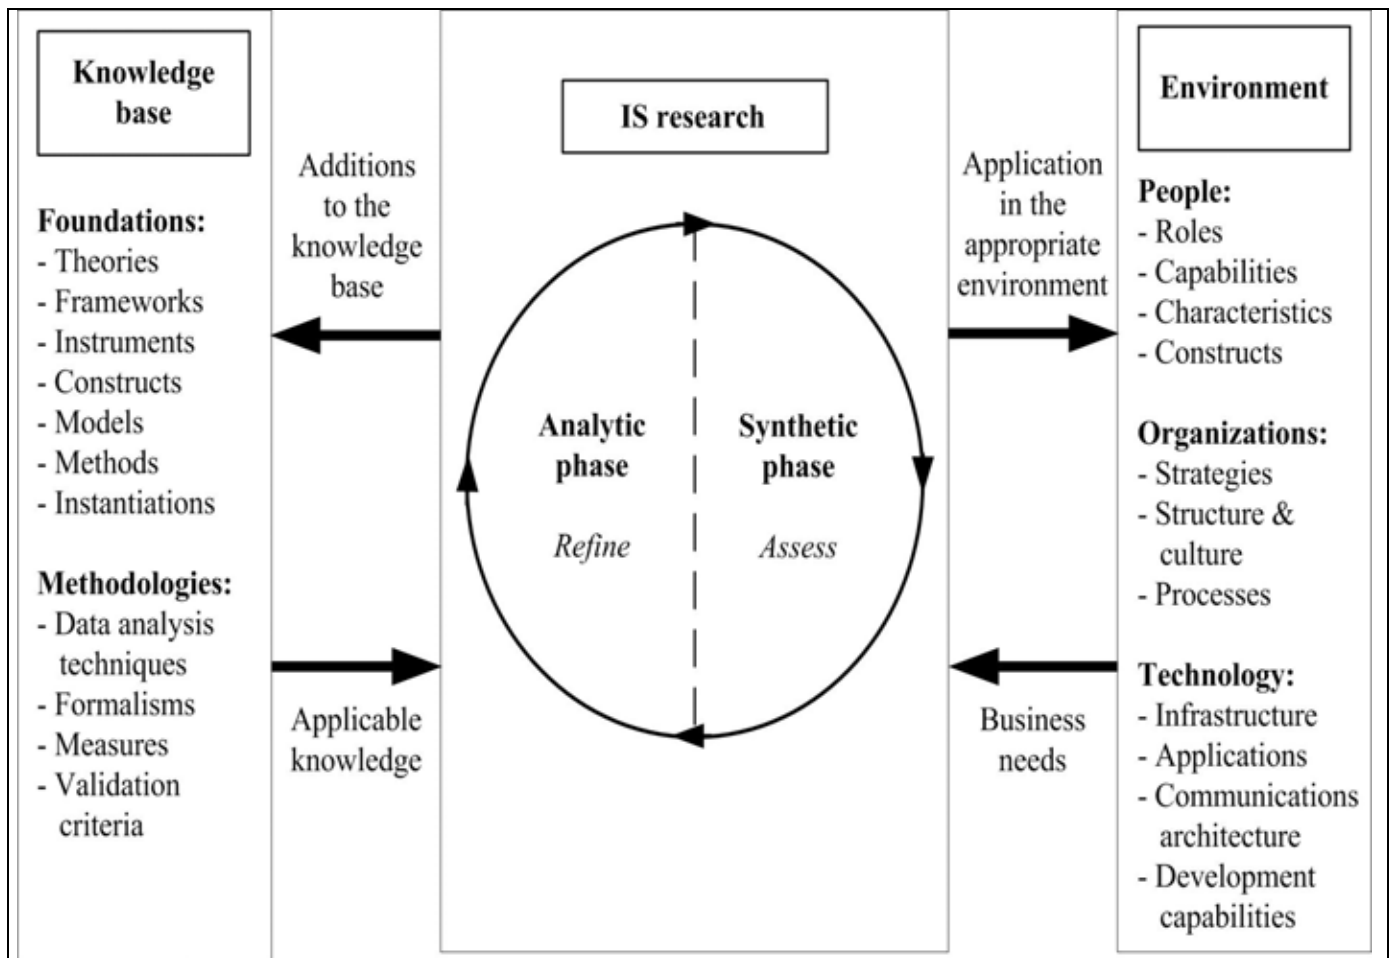 Knowledge
base
Foundations:
- Theories
- Frameworks
- Instruments
- Constructs
- Models
- Methods
- Instantiations
Methodologies:
- Data analysis
techniques
- Formalisms
- Measures
- Validation
criteria
Additions
to the
knowledge
base
Applicable
knowledge
IS research
Analytic
phase
Refine
Synthetic
phase
Assess
Application
in the
appropriate
environment
Business
needs
Environment
People:
- Roles
- Capabilities
- Characteristics
- Constructs
Organizations:
- Strategies
- Structure &
culture
- Processes
Technology:
- Infrastructure
- Applications
- Communications
architecture
- Development
capabilities